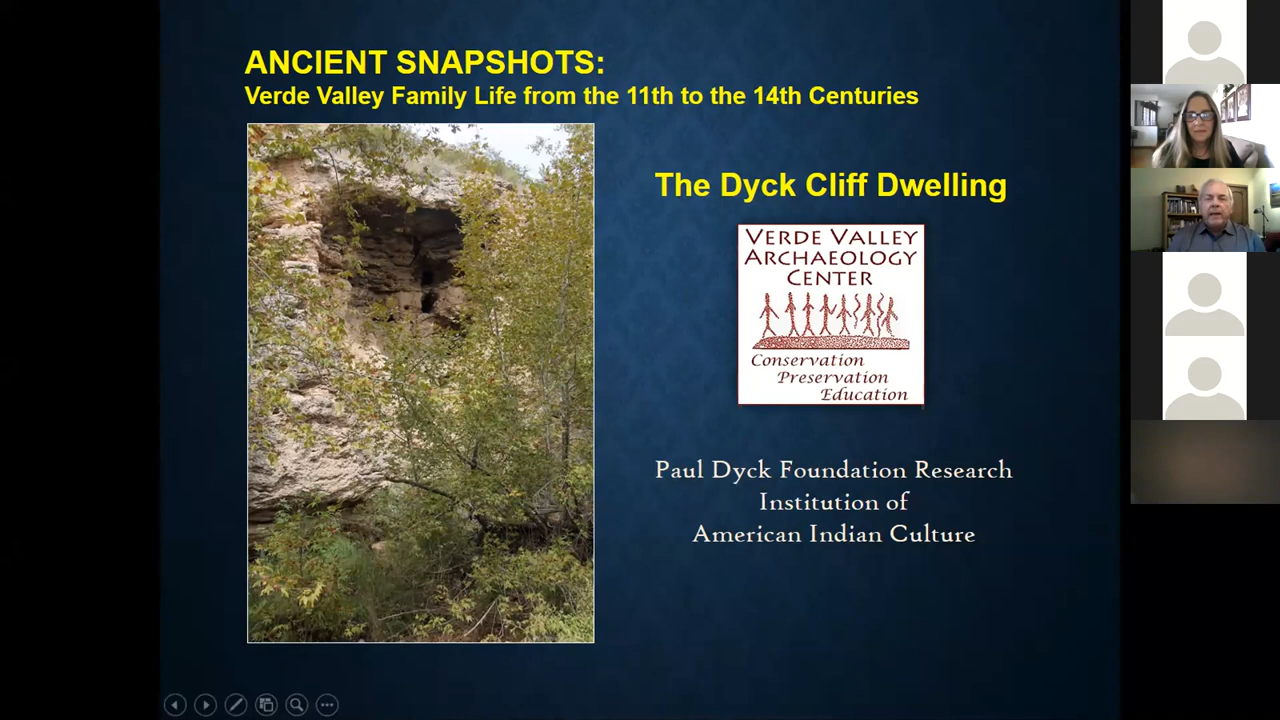 ANCIENT SNAPSHOTS:
Verde Valley Family Life from the 11th to the 14th Centuries
The Dyck Cliff Dwelling
VERDE VALLEY
ARCHAEOLOGY
CENTER
Conservation
Preservation
Education
Paul Dyck Foundation Research
Institution of
American Indian Culture